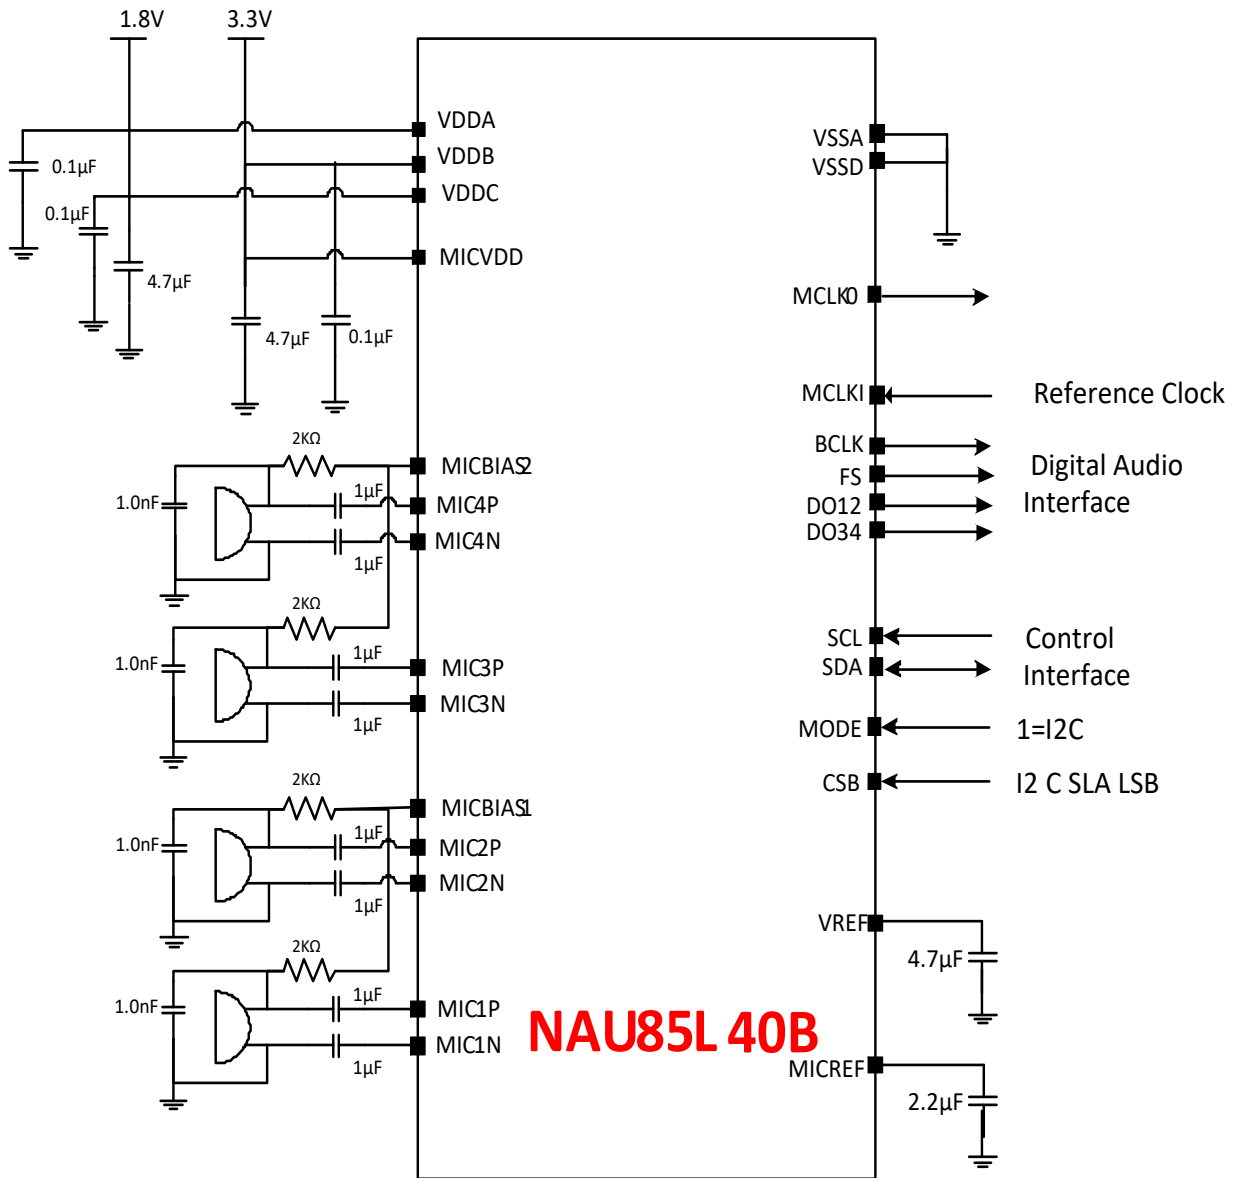 1.8V
3.3V
VDDA
VDDB
VDDC
MICVDD
0.1µF
0.1µF
4.7µF
4.7µF
0.1µF
VSSA
VSSD
MCLK0
MCLKI
Reference Clock
BCLK
FS
DO12
DO34
Digital Audio
Interface
2KΩ
MICBIAS2
1.0nF
1µF
MIC4P
MIC4N
1µF
2KΩ
1.0nF
1µF
MIC3P
MIC3N
1µF
SCL
SDA
Control
Interface
MODE
1=I2C
CSB
I2 C SLA LSB
2KΩ
MICBIAS1
1.0nF
1µF
MIC2P
MIC2N
1µF
2KΩ
1.0nF
1µF
MIC1P
MIC1N
1µF
VREF
4.7µF
NAU85L 40B
MICREF
2.2µF